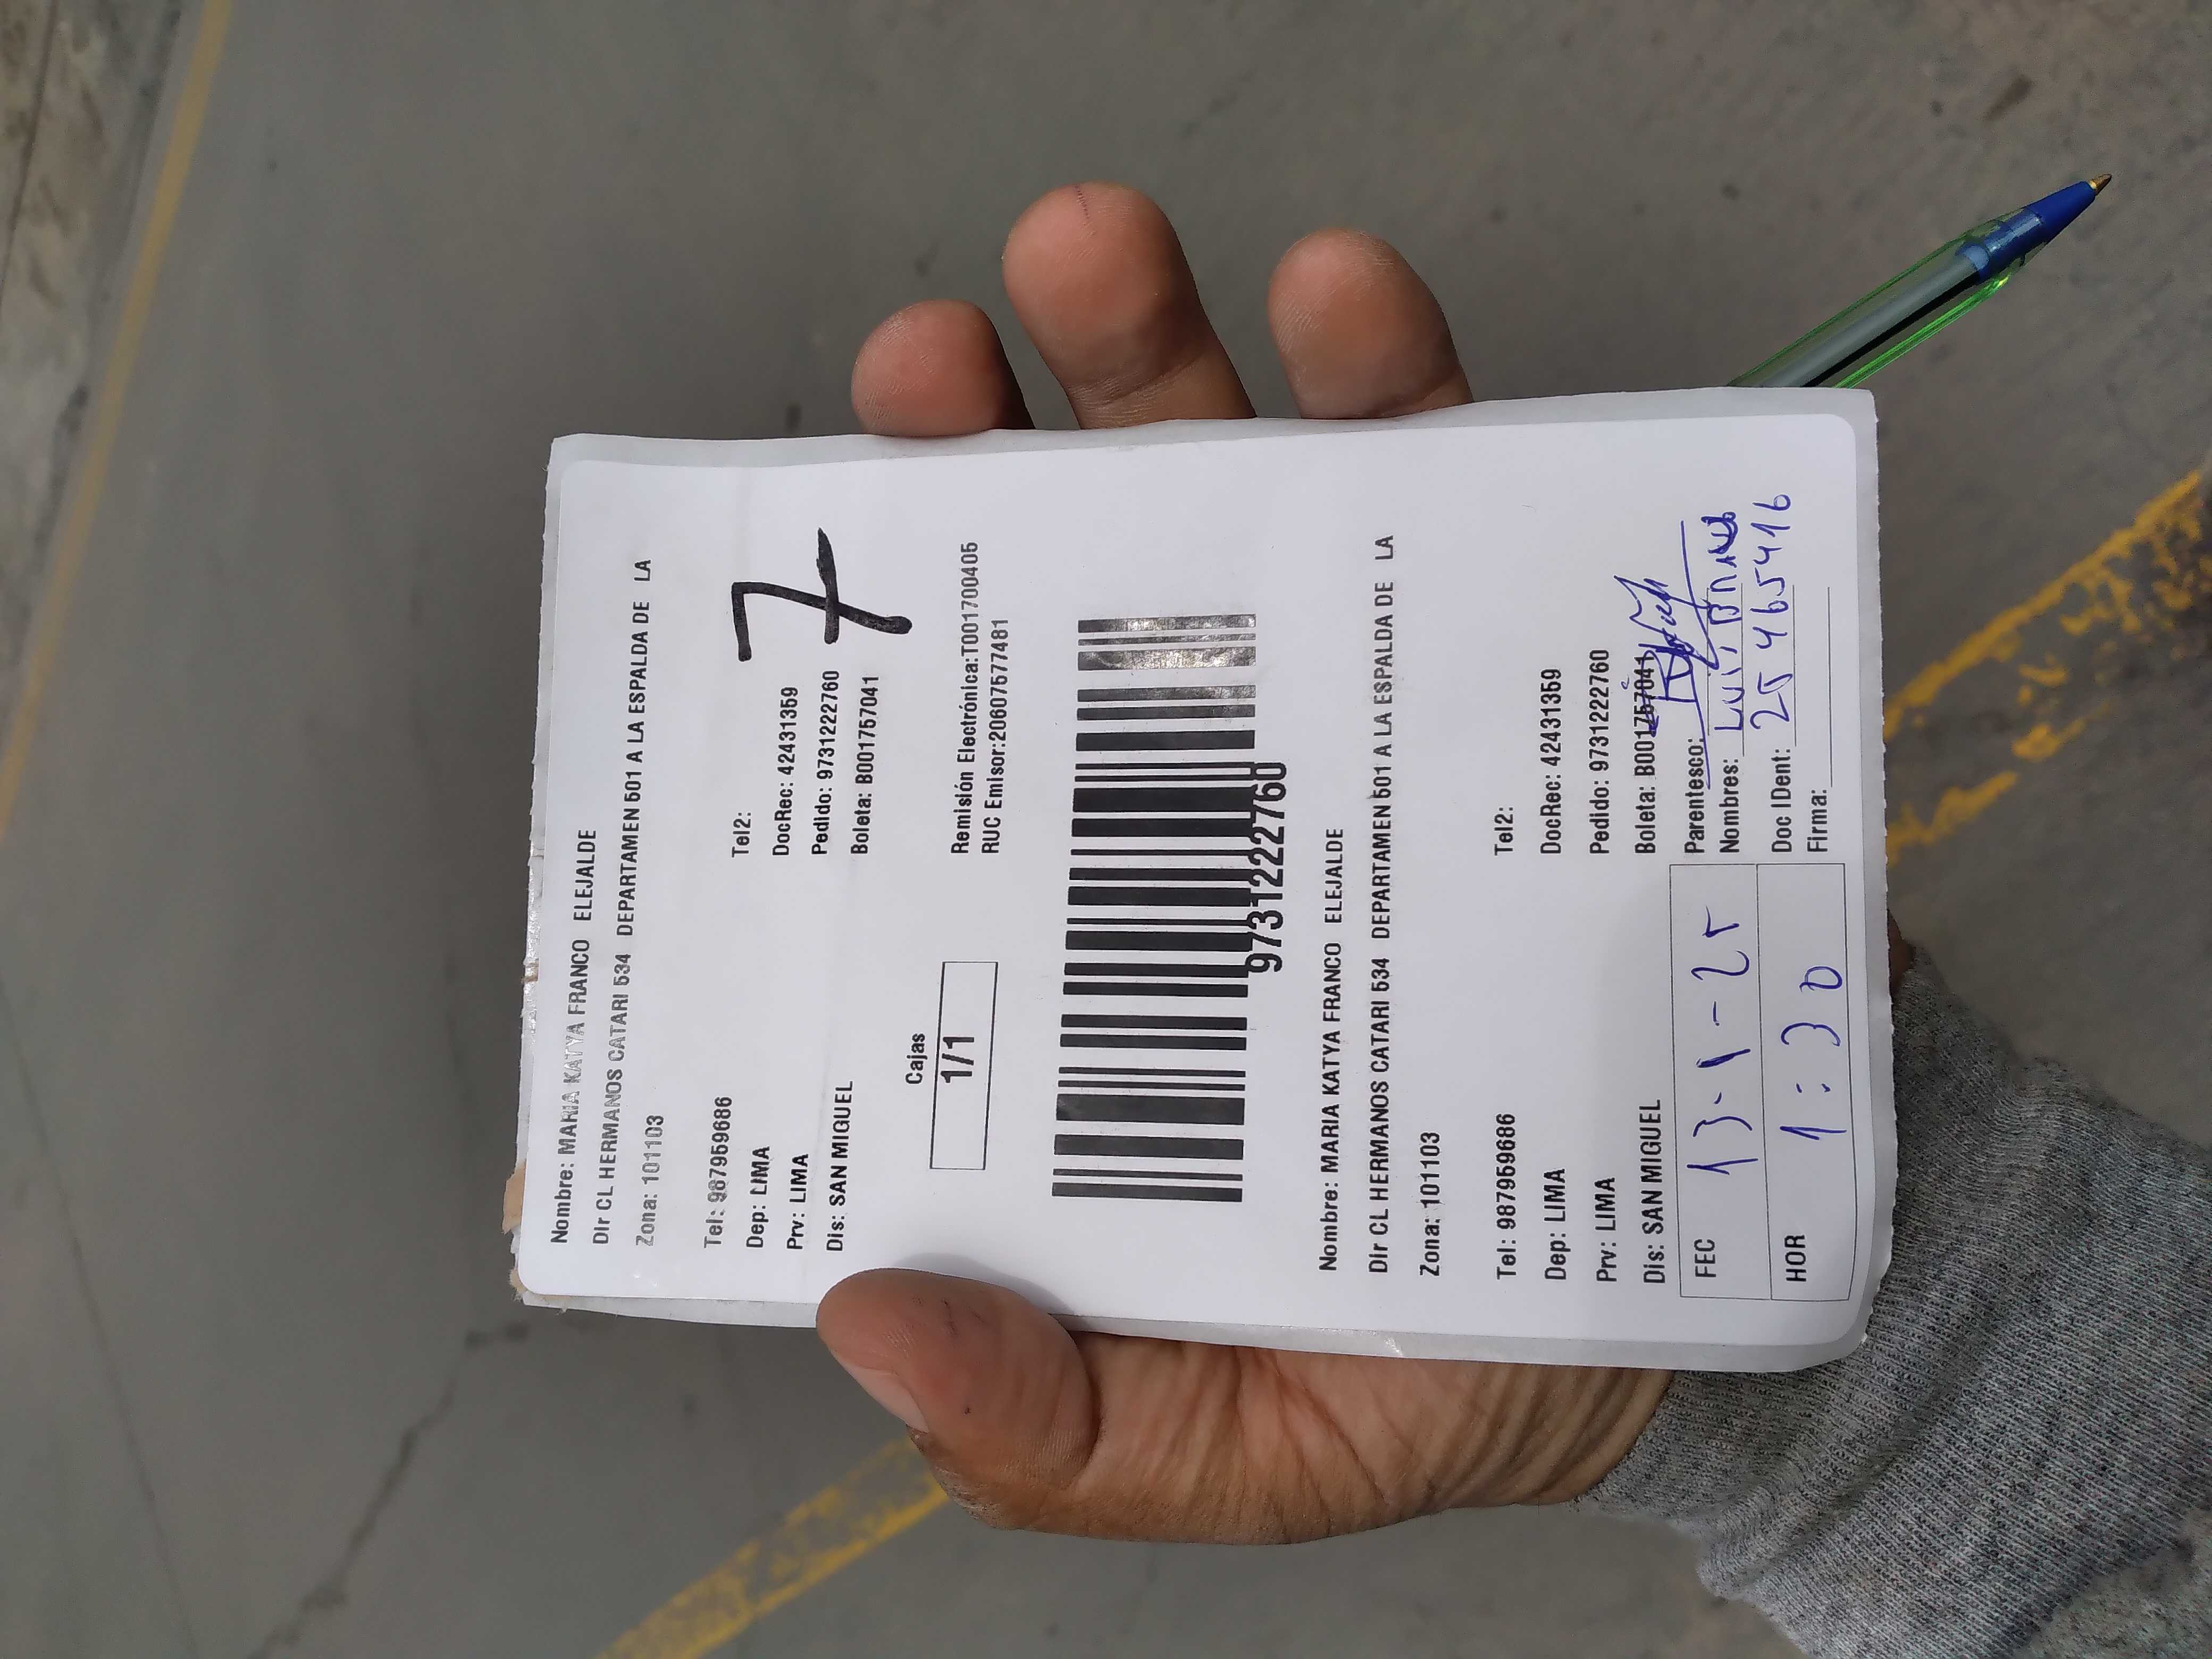 Nombre: MARIA KATYA FRANCO ELEJALDE
Dir CL HERMANOS CATARI 534 DEPARTAMEN 501 A LA ESPALDA DE LA
Zona: 101103
Tel: 987959686 Tel2:
Dep: LIMA DocRec: 42431359
Prv: LIMA Pedido: 9731222760
Dis: SAN MIGUEL Boleta: B001757041
7
Cajas
1/1
Remisión Electrónica:T001700405
RUC Emisor:20607577481
9731222760
Nombre: MARIA KATYA FRANCO ELEJALDE
Dir CL HERMANOS CATARI 534 DEPARTAMEN 501 A LA ESPALDA DE LA
Zona: 101103
Tel: 987959686 Tel2:
Dep: LIMA DocRec: 42431359
Prv: LIMA Pedido: 9731222760
Dis: SAN MIGUEL Boleta: B001757041
FEC 13-1-25
HOR 1:30
Parentesco:
Nombres: Luis
Doc IDent: 25465416
Firma: